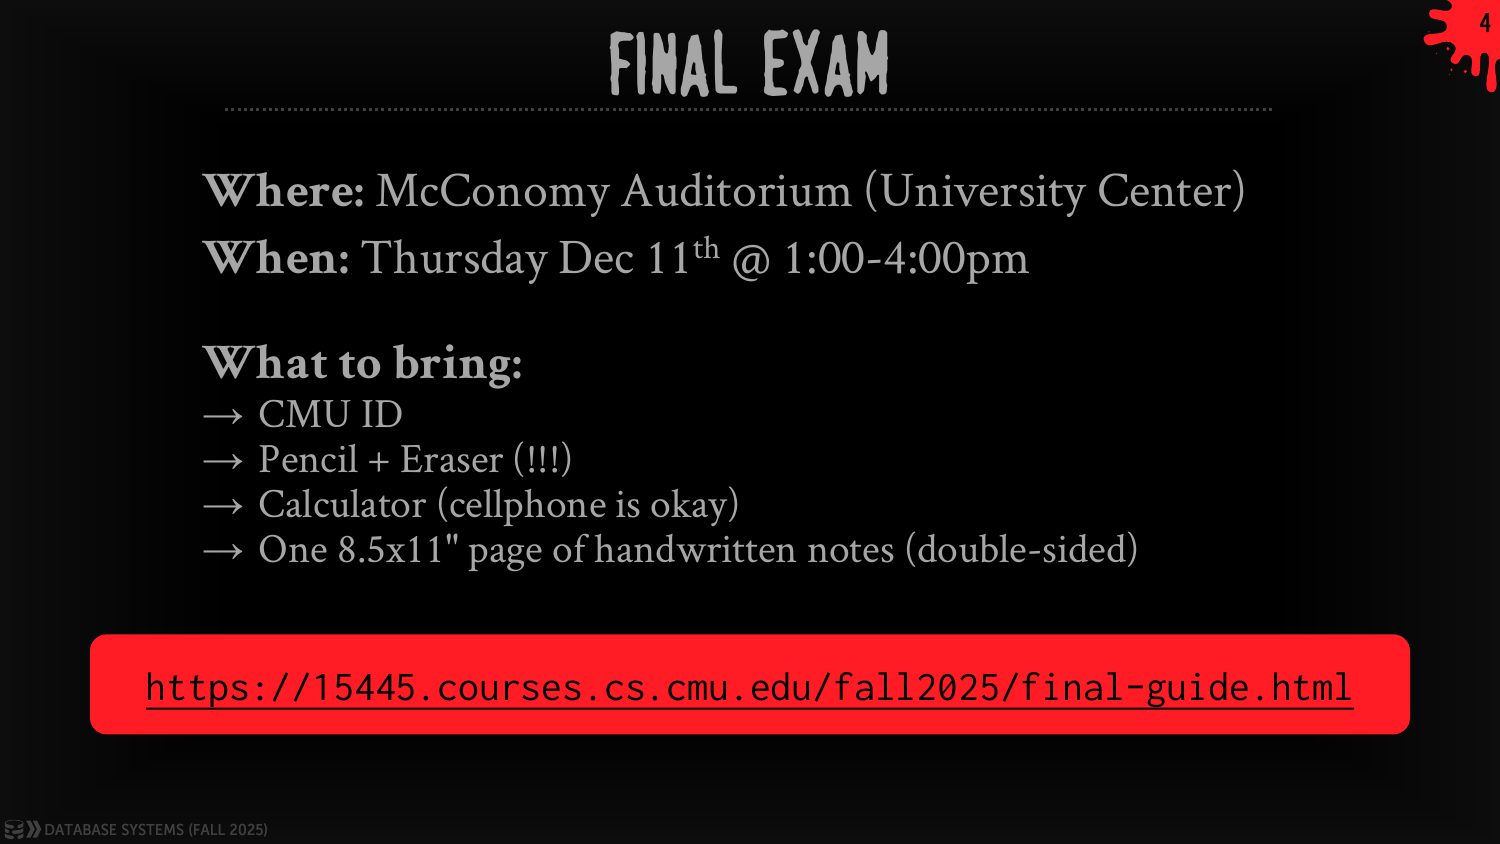 4
FINAL EXAM
Where: McConomy Auditorium (University Center)
When: Thursday Dec 11th @ 1:00-4:00pm
What to bring:
→ CMU ID
→ Pencil + Eraser (!!!)
→ Calculator (cellphone is okay)
→ One 8.5x11" page of handwritten notes (double-sided)
https://15445.courses.cs.cmu.edu/fall2025/final-guide.html
DATABASE SYSTEMS (FALL 2025)